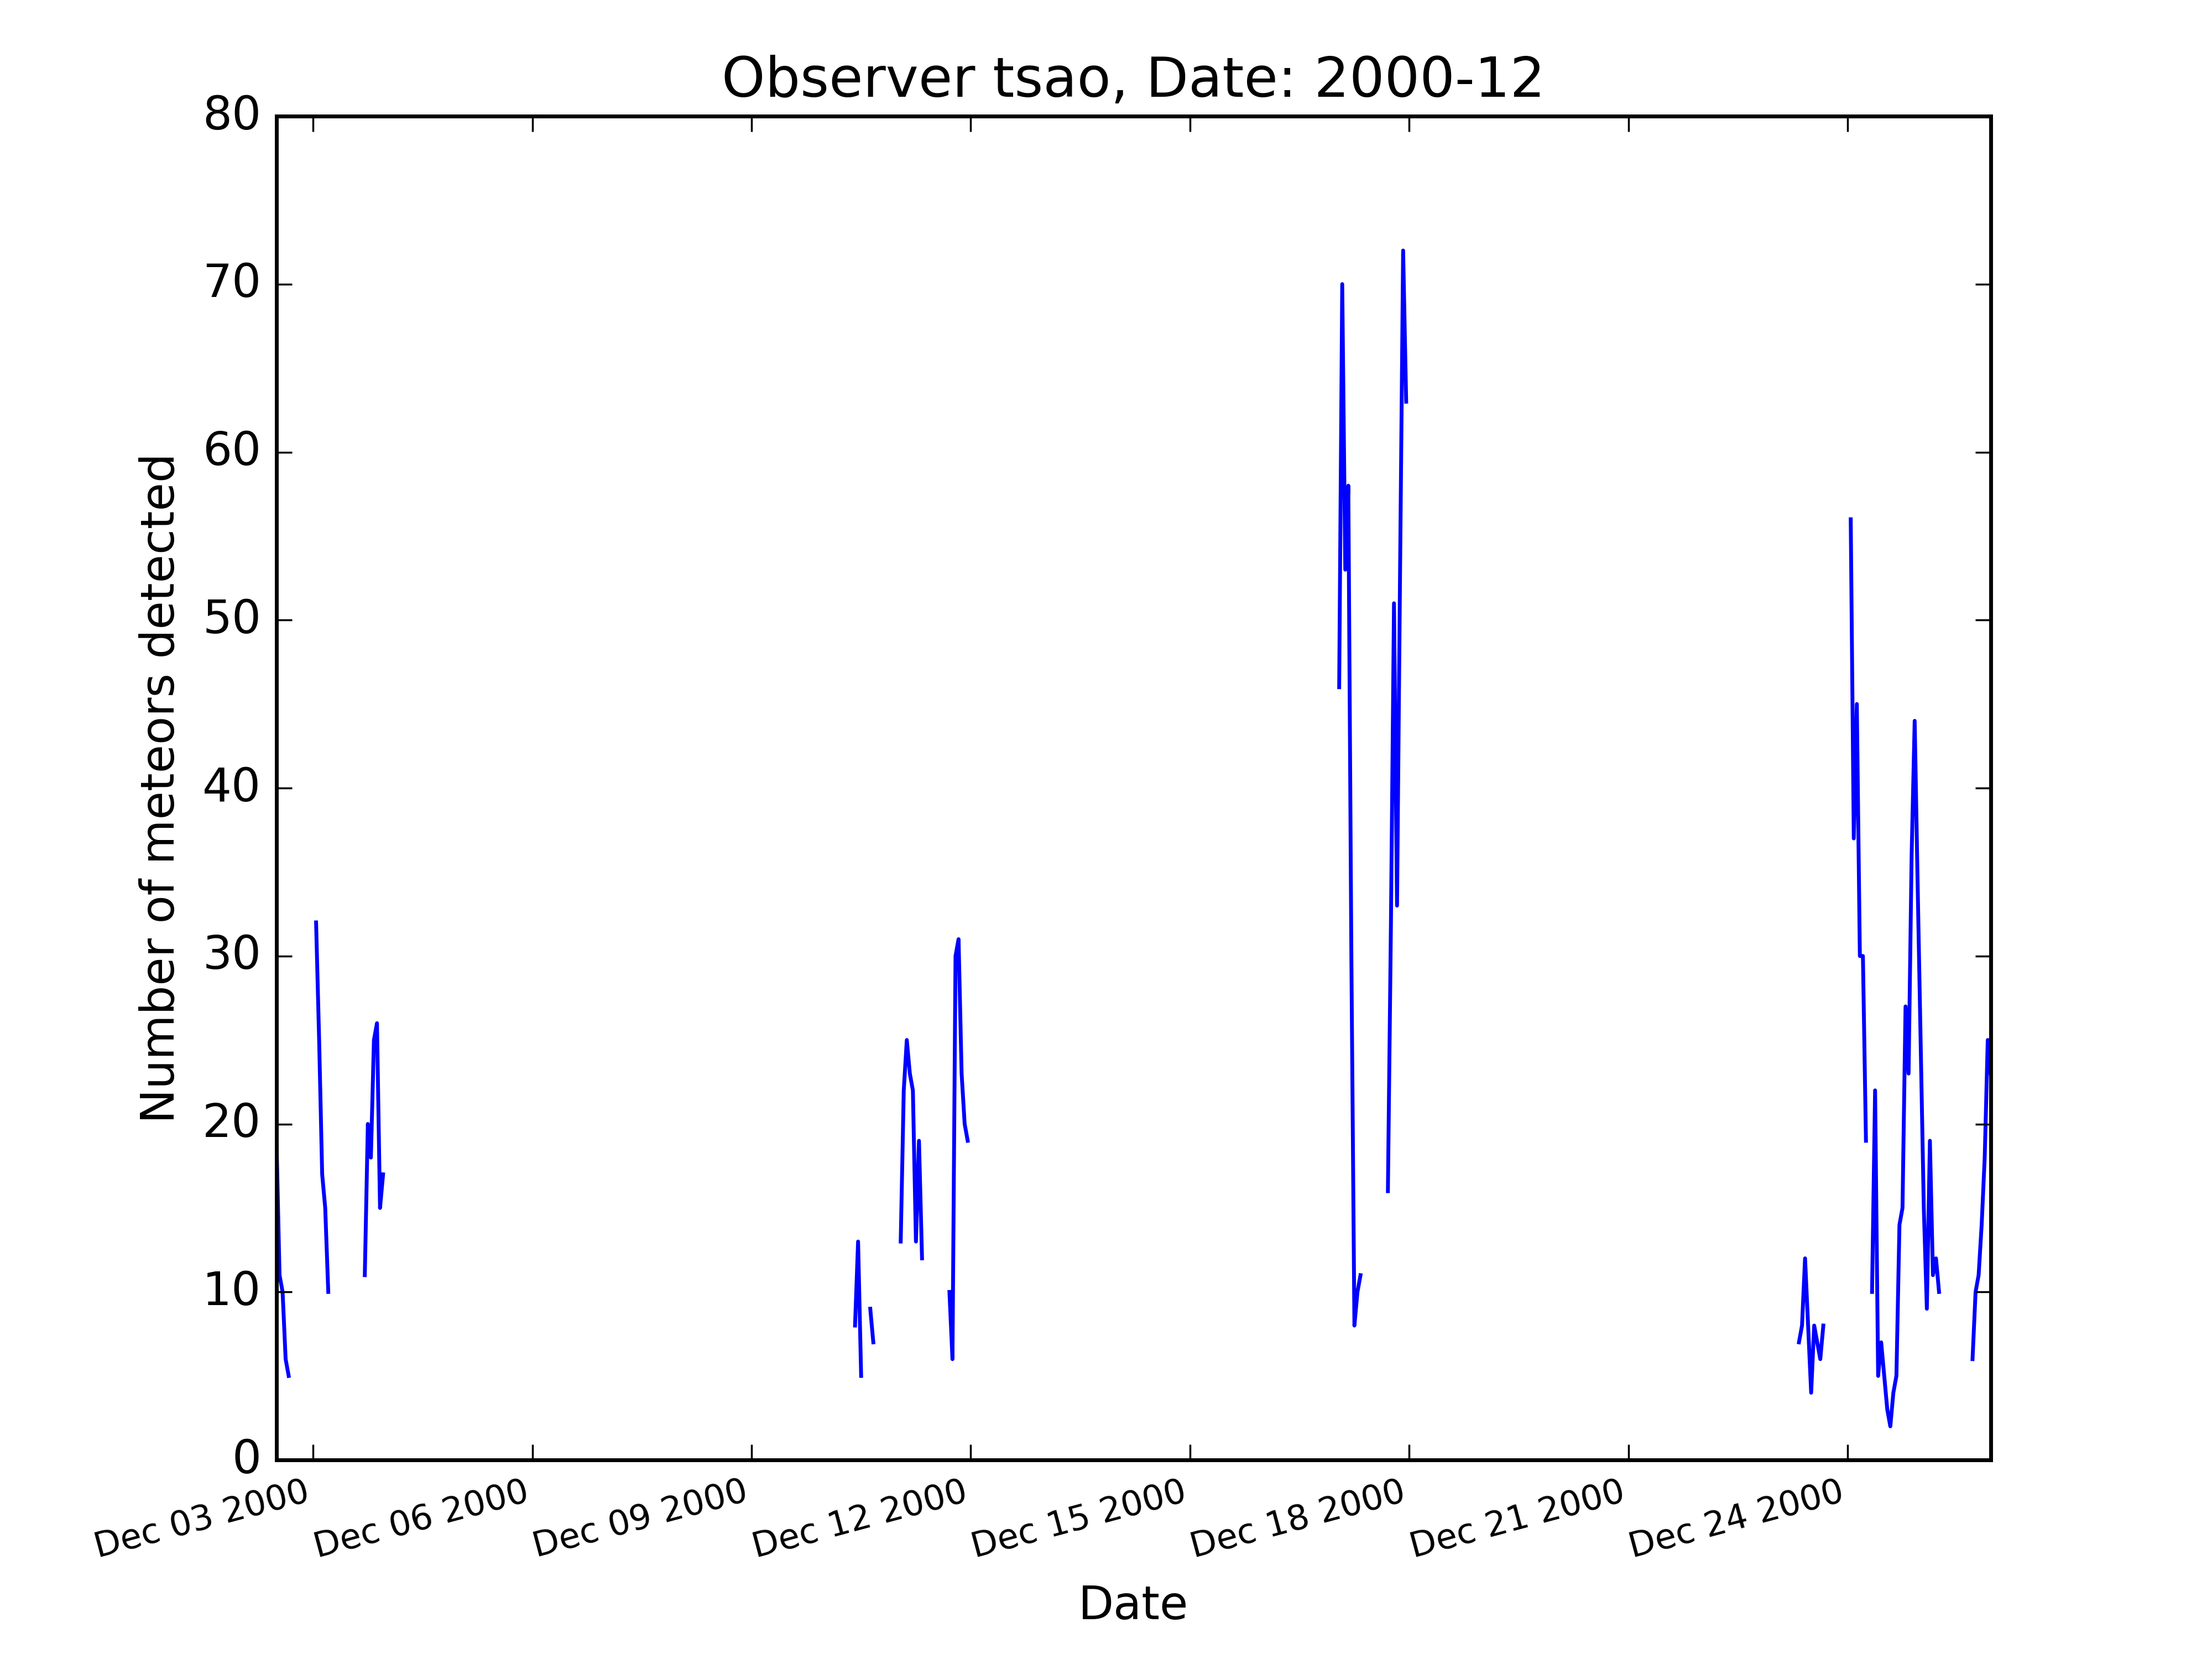 Observer tsao, Date: 2000-12
80
70
60
50
40
30
20
10
0
Number of meteors detected
Dec 03 2000
Dec 06 2000
Dec 09 2000
Dec 12 2000
Dec 15 2000
Dec 18 2000
Dec 21 2000
Dec 24 2000
Date